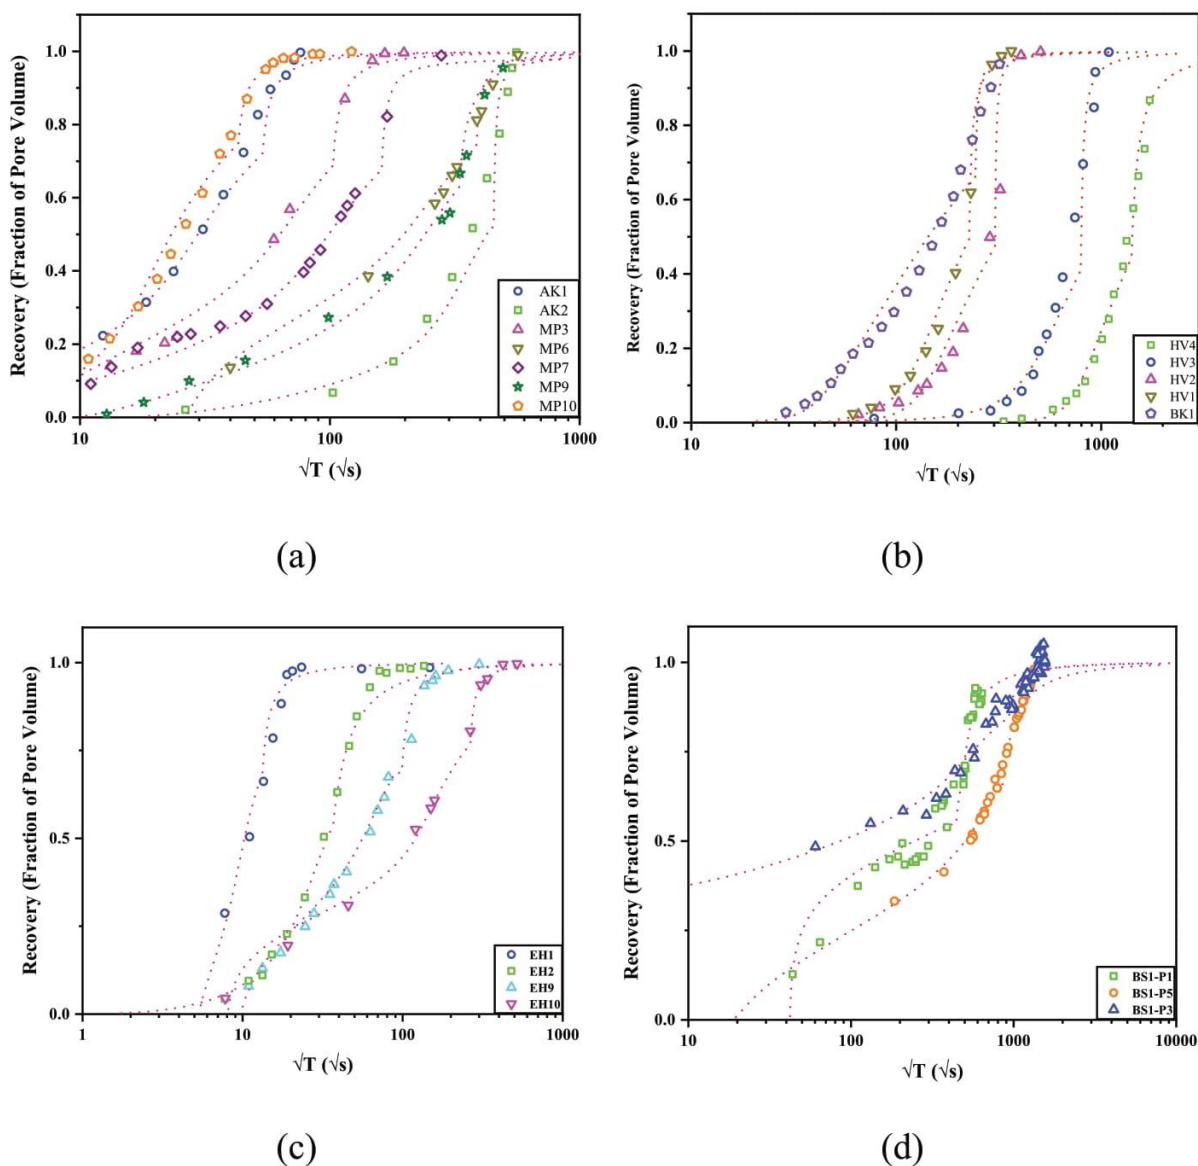 Recovery (Fraction of Pore Volume)
1.0
0.8
0.6
0.4
0.2
0.0
10
100
1000
√T (√s)
AK1
AK2
MP3
MP6
MP7
MP9
MP10
(a)
Recovery (Fraction of Pore Volume)
1.0
0.8
0.6
0.4
0.2
0.0
10
100
1000
√T (√s)
HV4
HV3
HV2
HV1
BK1
(b)
Recovery (Fraction of Pore Volume)
1.0
0.5
0.0
1
10
100
1000
√T (√s)
EH1
EH2
EH9
EH10
(c)
Recovery (Fraction of Pore Volume)
1.0
0.5
0.0
10
100
1000
10000
√T (√s)
BS1-P1
BS1-P5
BS1-P3
(d)